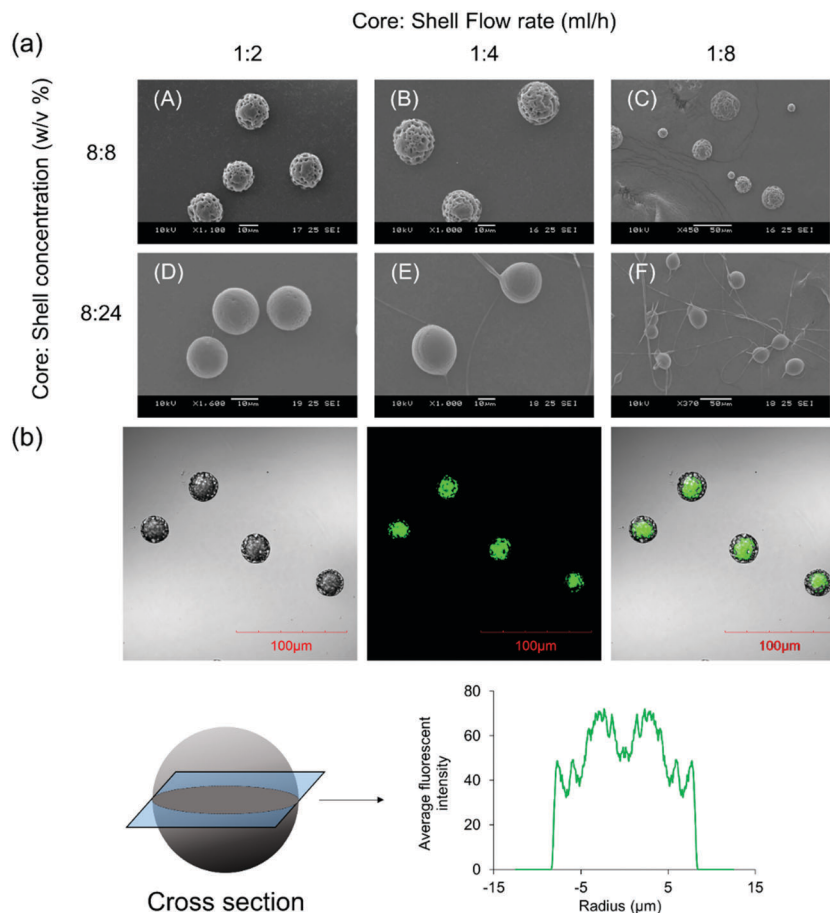 Core: Shell Flow rate (ml/h)
(a)
1:2
1:4
1:8
Core: Shell concentration (w/v %)
8:8
(A)
(B)
(C)
10kV X1,100 10µm 17 25 SEI
10kV X1,000 10µm 16 25 SEI
10kV X450 50µm 16 25 SEI
8:24
(D)
(E)
(F)
10kV X1,600 10µm 19 25 SEI
10kV X1,000 10µm 18 25 SEI
10kV X370 50µm 18 25 SEI
(b)
100µm
100µm
100µm
Cross section
Average fluorescent
intensity
80
60
40
20
0
-15
-5
5
15
Radius (µm)